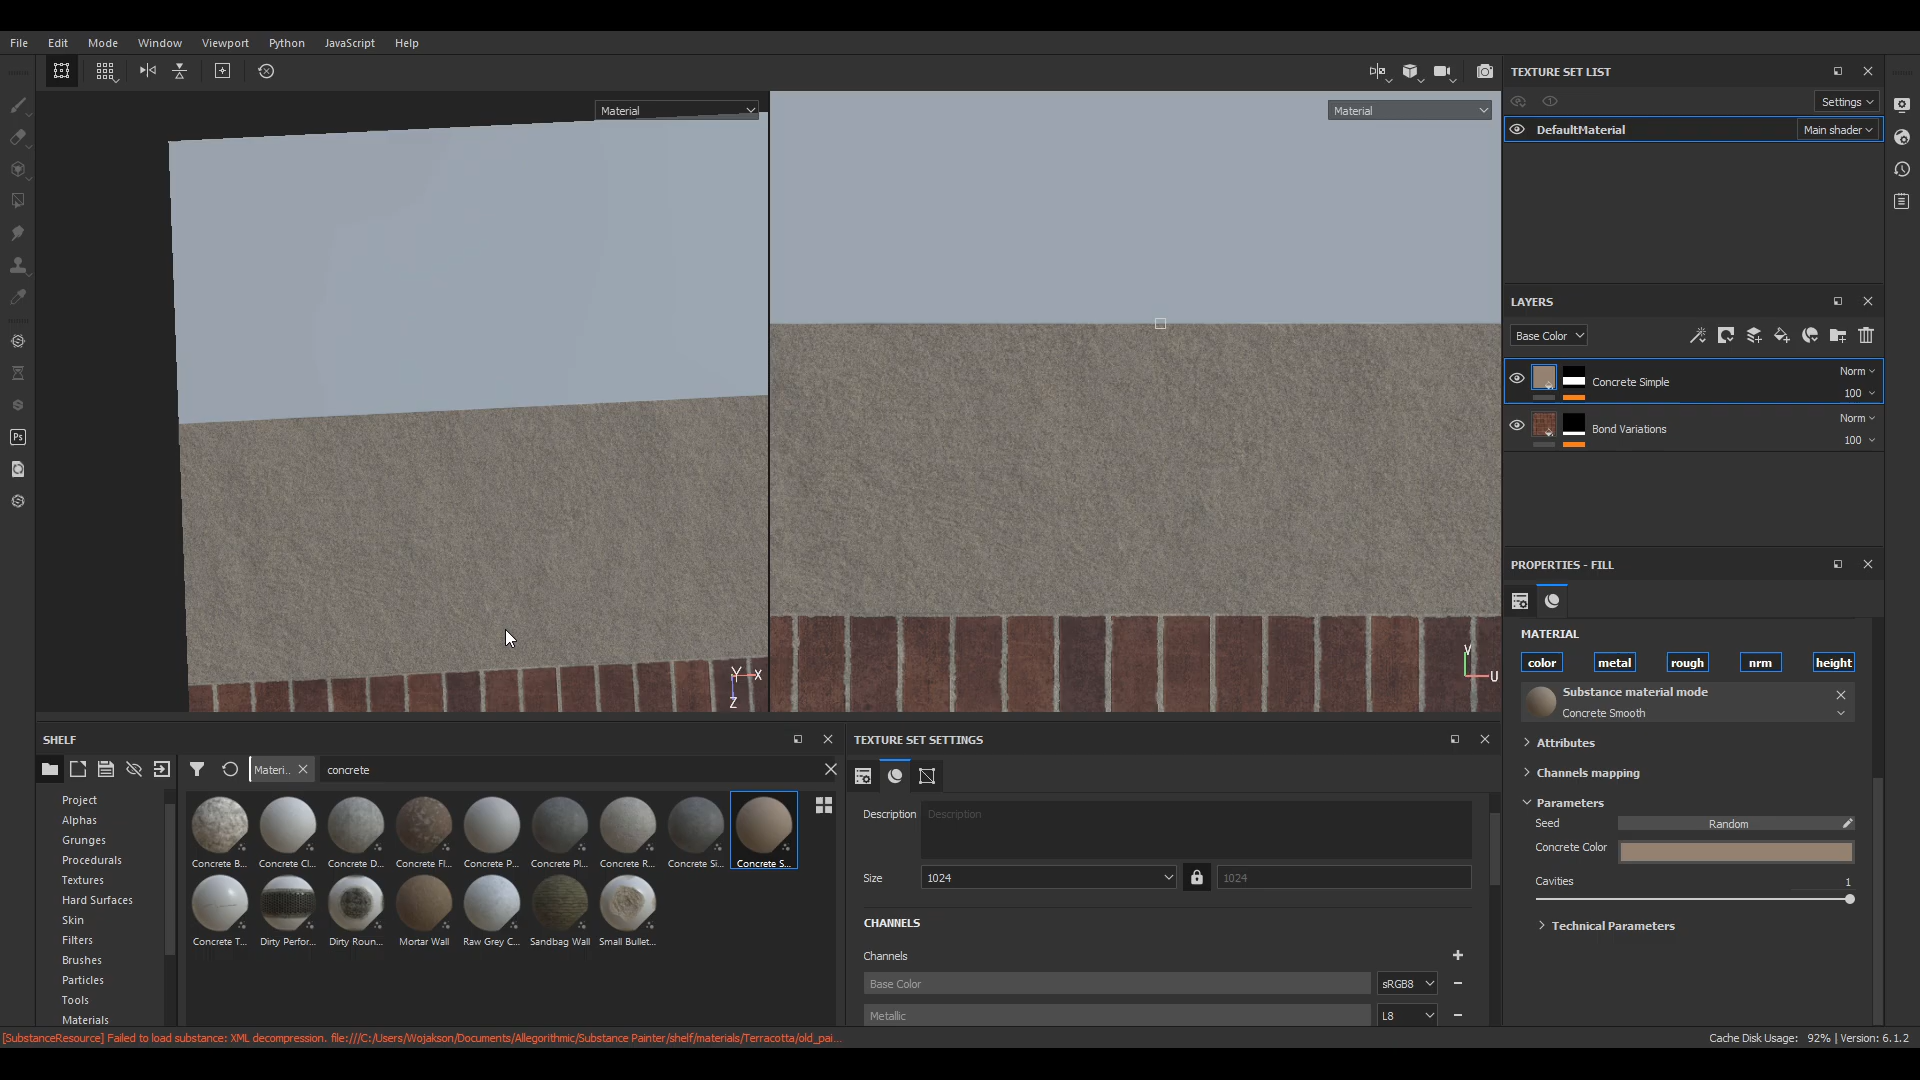 File Edit Mode Window Viewport Python JavaScript Help
Material
Material
TEXTURE SET LIST
Settings
DefaultMaterial
Main shader
LAYERS
Base Color
Concrete Simple
Norm
100
Bond Variations
Norm
100
Ps
Y X
Z
V
U
PROPERTIES - FILL
MATERIAL
color metal rough nrm height
Substance material mode
Concrete Smooth
Attributes
Channels mapping
Parameters
Seed
Random
Concrete Color
Cavities
1
Technical Parameters
SHELF
Materi..
concrete
Project
Alphas
Grunges
Procedurals
Textures
Hard Surfaces
Skin
Filters
Brushes
Particles
Tools
Materials
Concrete B... Concrete Cl... Concrete D... Concrete Fl... Concrete P... Concrete Pl... Concrete R... Concrete Si... Concrete S...
Concrete T... Dirty Perfor... Dirty Roun... Mortar Wall Raw Grey C... Sandbag Wall Small Bullet...
TEXTURE SET SETTINGS
Description
Description
Size
1024
1024
CHANNELS
Channels
Base Color
sRGB8
Metallic
L8
[SubstanceResource] Failed to load substance: XML decompression. file:///C:/Users/Wojakson/Documents/Allegorithmic/Substance Painter/shelf/materials/Terracotta/old_pai...
Cache Disk Usage: 92% | Version: 6.1.2